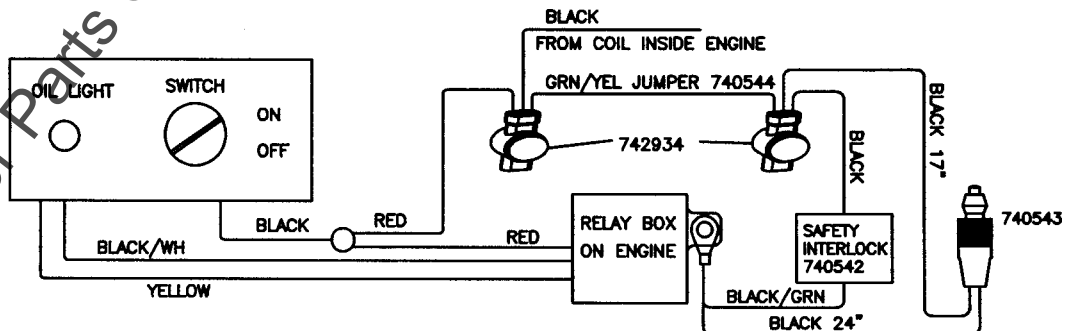 BLACK
FROM COIL INSIDE ENGINE
GRN/YEL JUMPER 740544
Parts
OIL LIGHT
SWITCH
ON
OFF
742934
BLACK
BLACK 17"
740543
BLACK
RED
RED
BLACK/WH
YELLOW
RELAY BOX
ON ENGINE
SAFETY
INTERLOCK
740542
BLACK/GRN
BLACK 24"